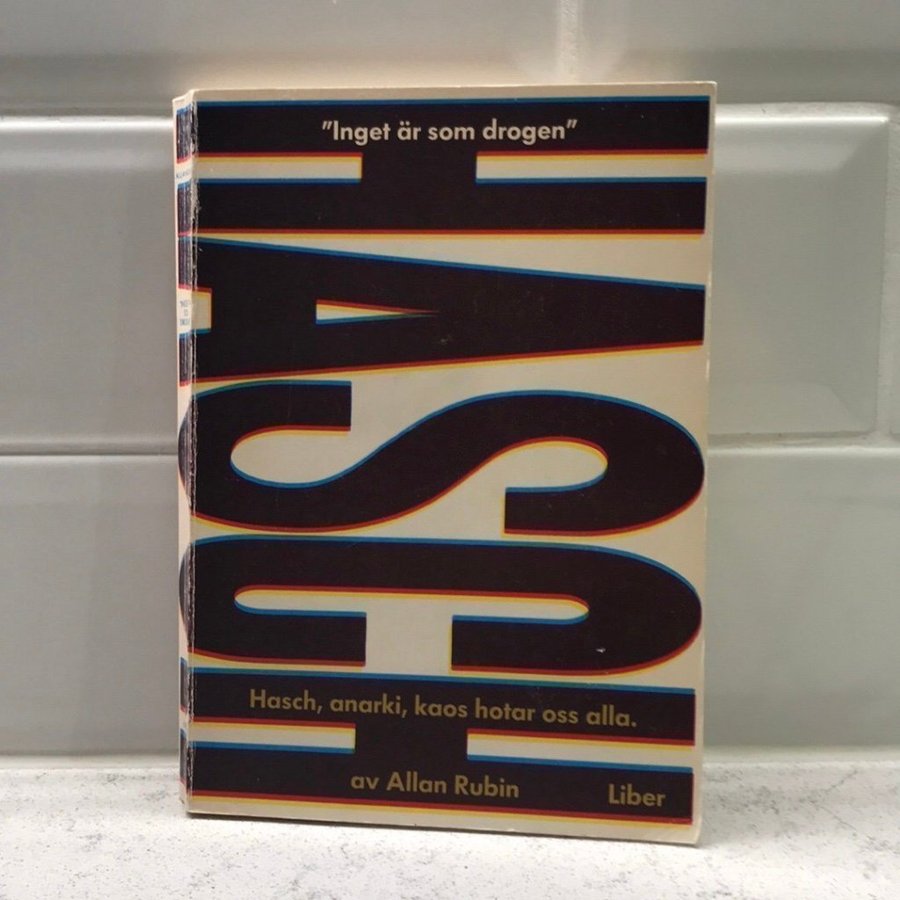 "Inget är som drogen"
HASCH
Hasch, anarki, kaos hotar oss alla.
av Allan Rubin
Liber